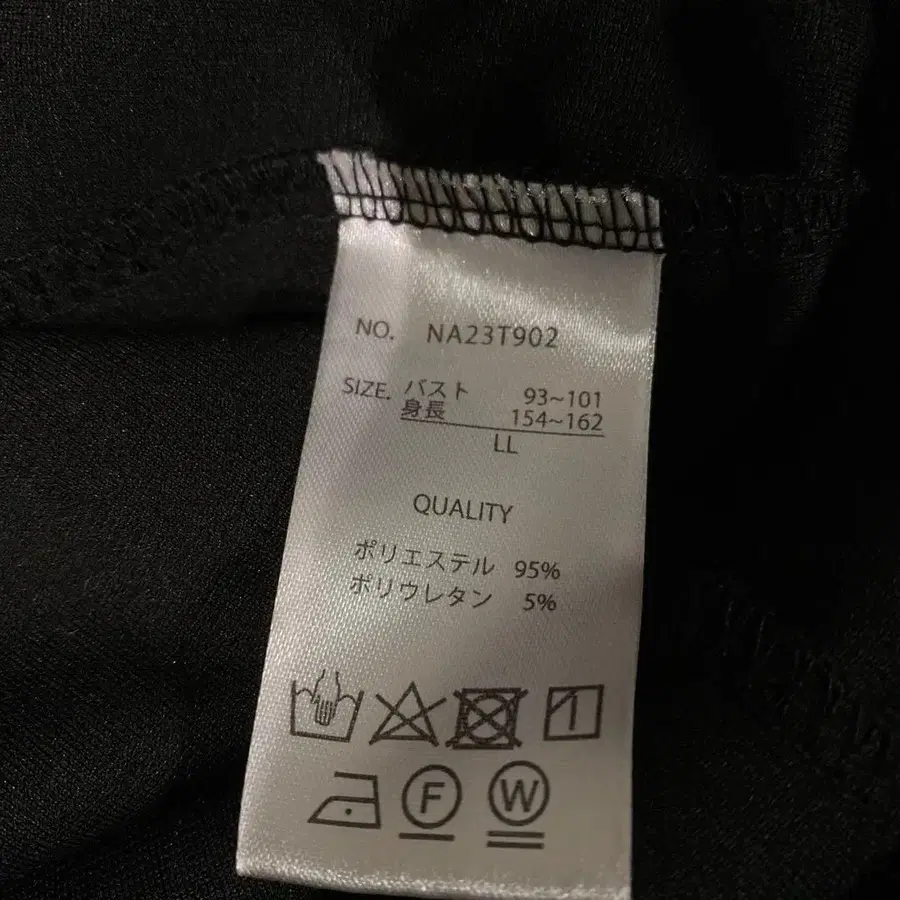 NO. NA23T902
SIZE. バスト 93~101
身長 154~162
LL
QUALITY
ポリエステル 95%
ポリウレタン 5%
F W